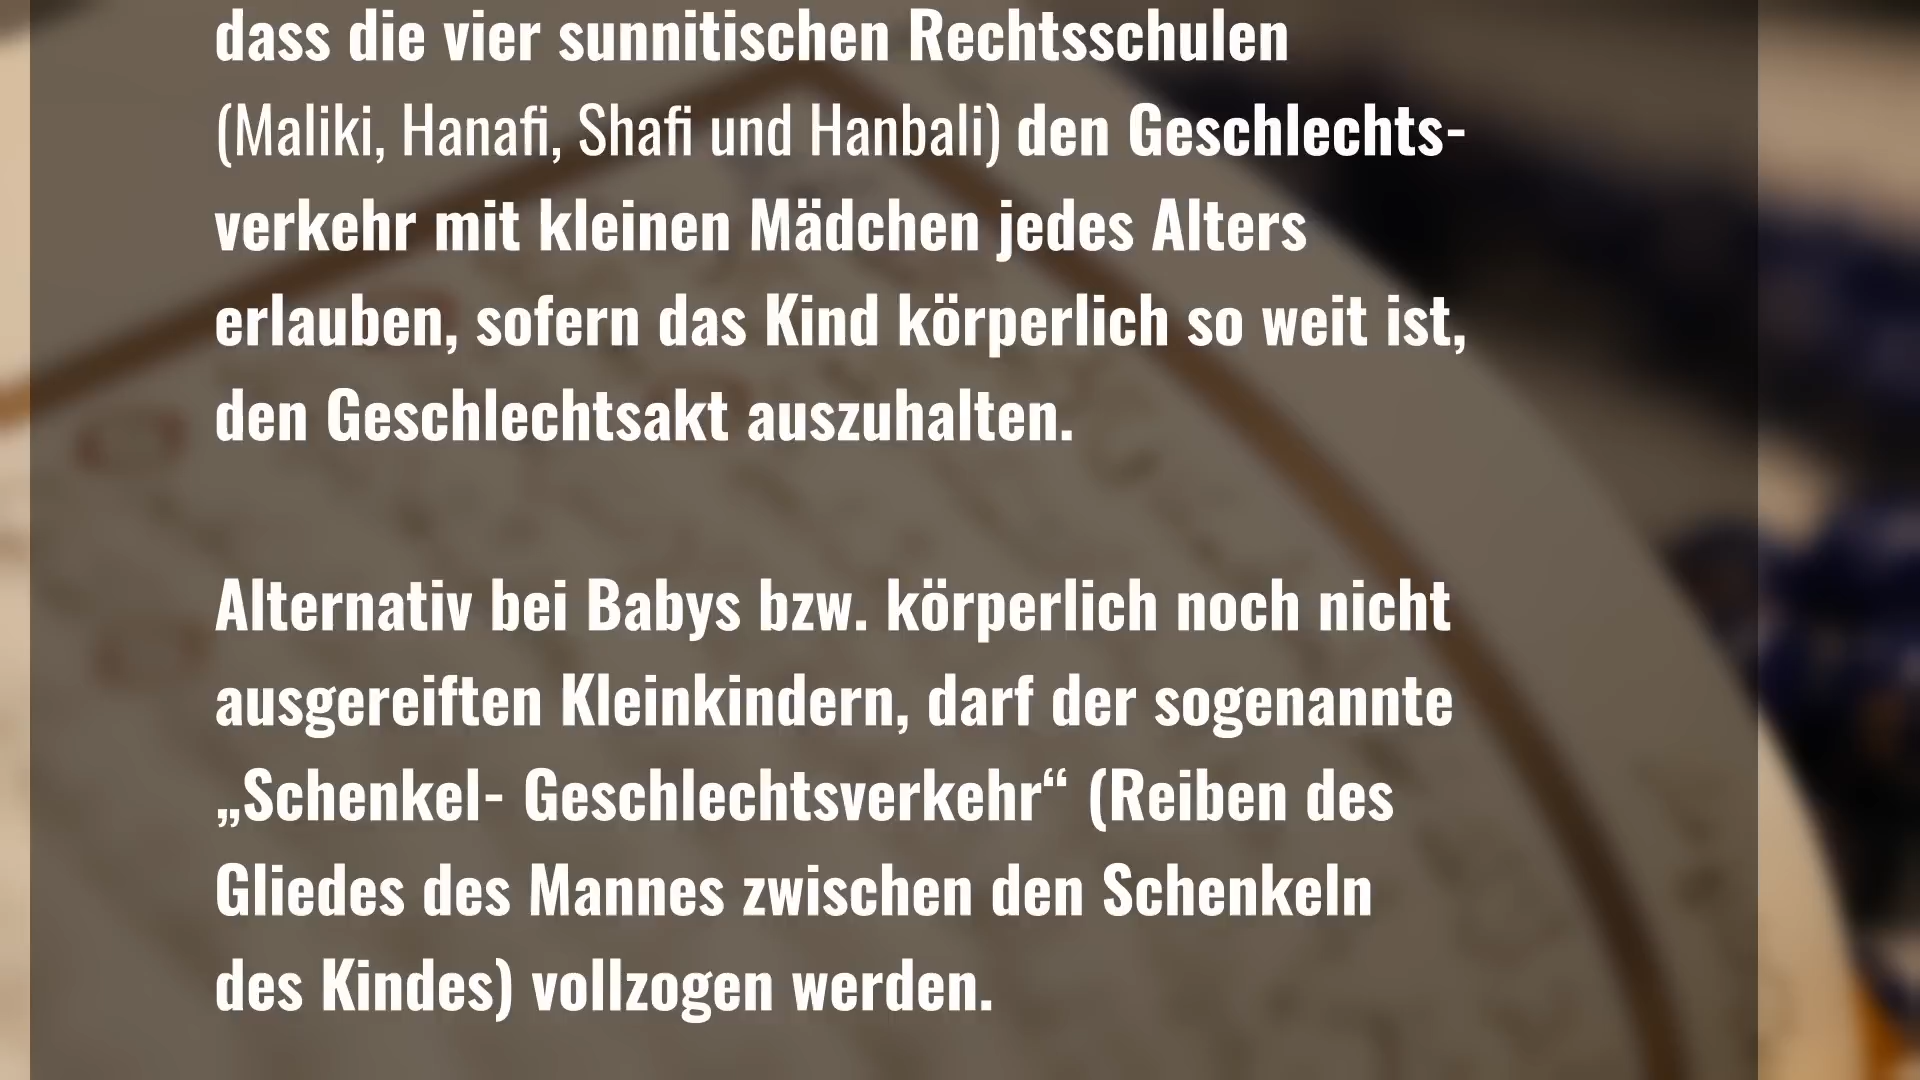 dass die vier sunnitischen Rechtsschulen
(Maliki, Hanafi, Shafi und Hanbali) den Geschlechts-
verkehr mit kleinen Mädchen jedes Alters
erlauben, sofern das Kind körperlich so weit ist,
den Geschlechtsakt auszuhalten.
Alternativ bei Babys bzw. körperlich noch nicht
ausgereiften Kleinkindern, darf der sogenannte
„Schenkel- Geschlechtsverkehr“ (Reiben des
Gliedes des Mannes zwischen den Schenkeln
des Kindes) vollzogen werden.